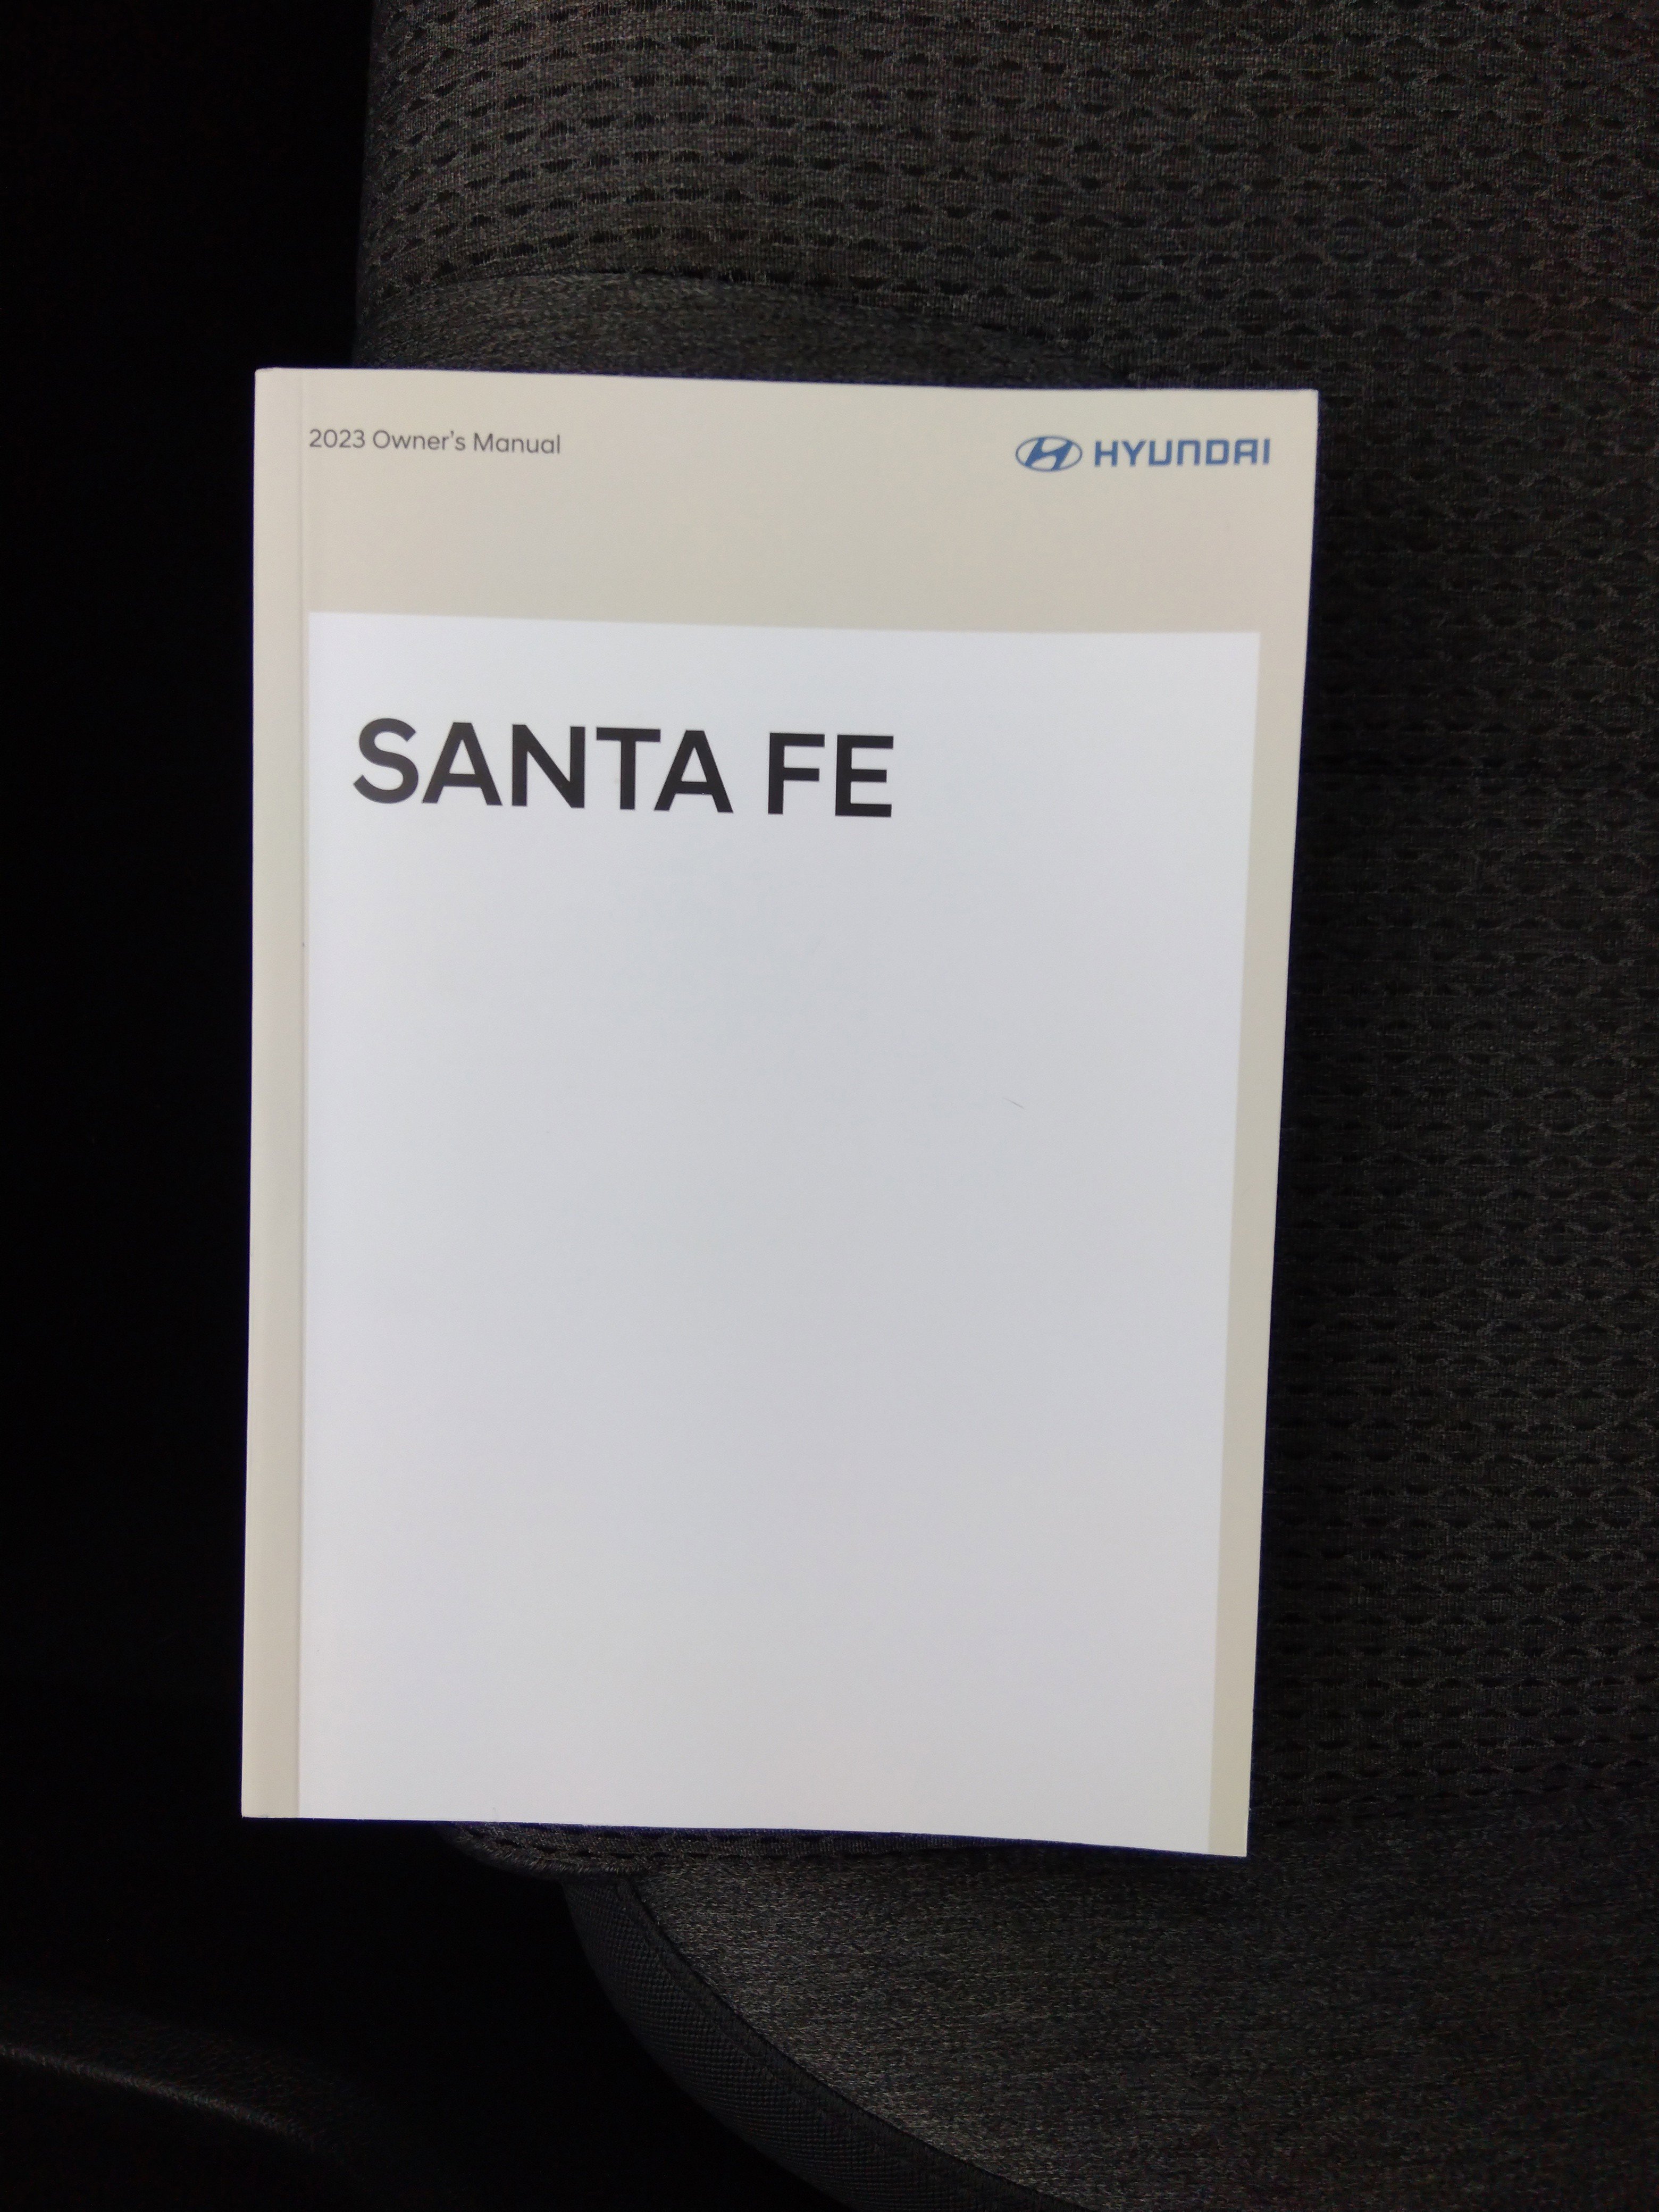 2023 Owner's Manual
HYUNDAI
SANTA FE